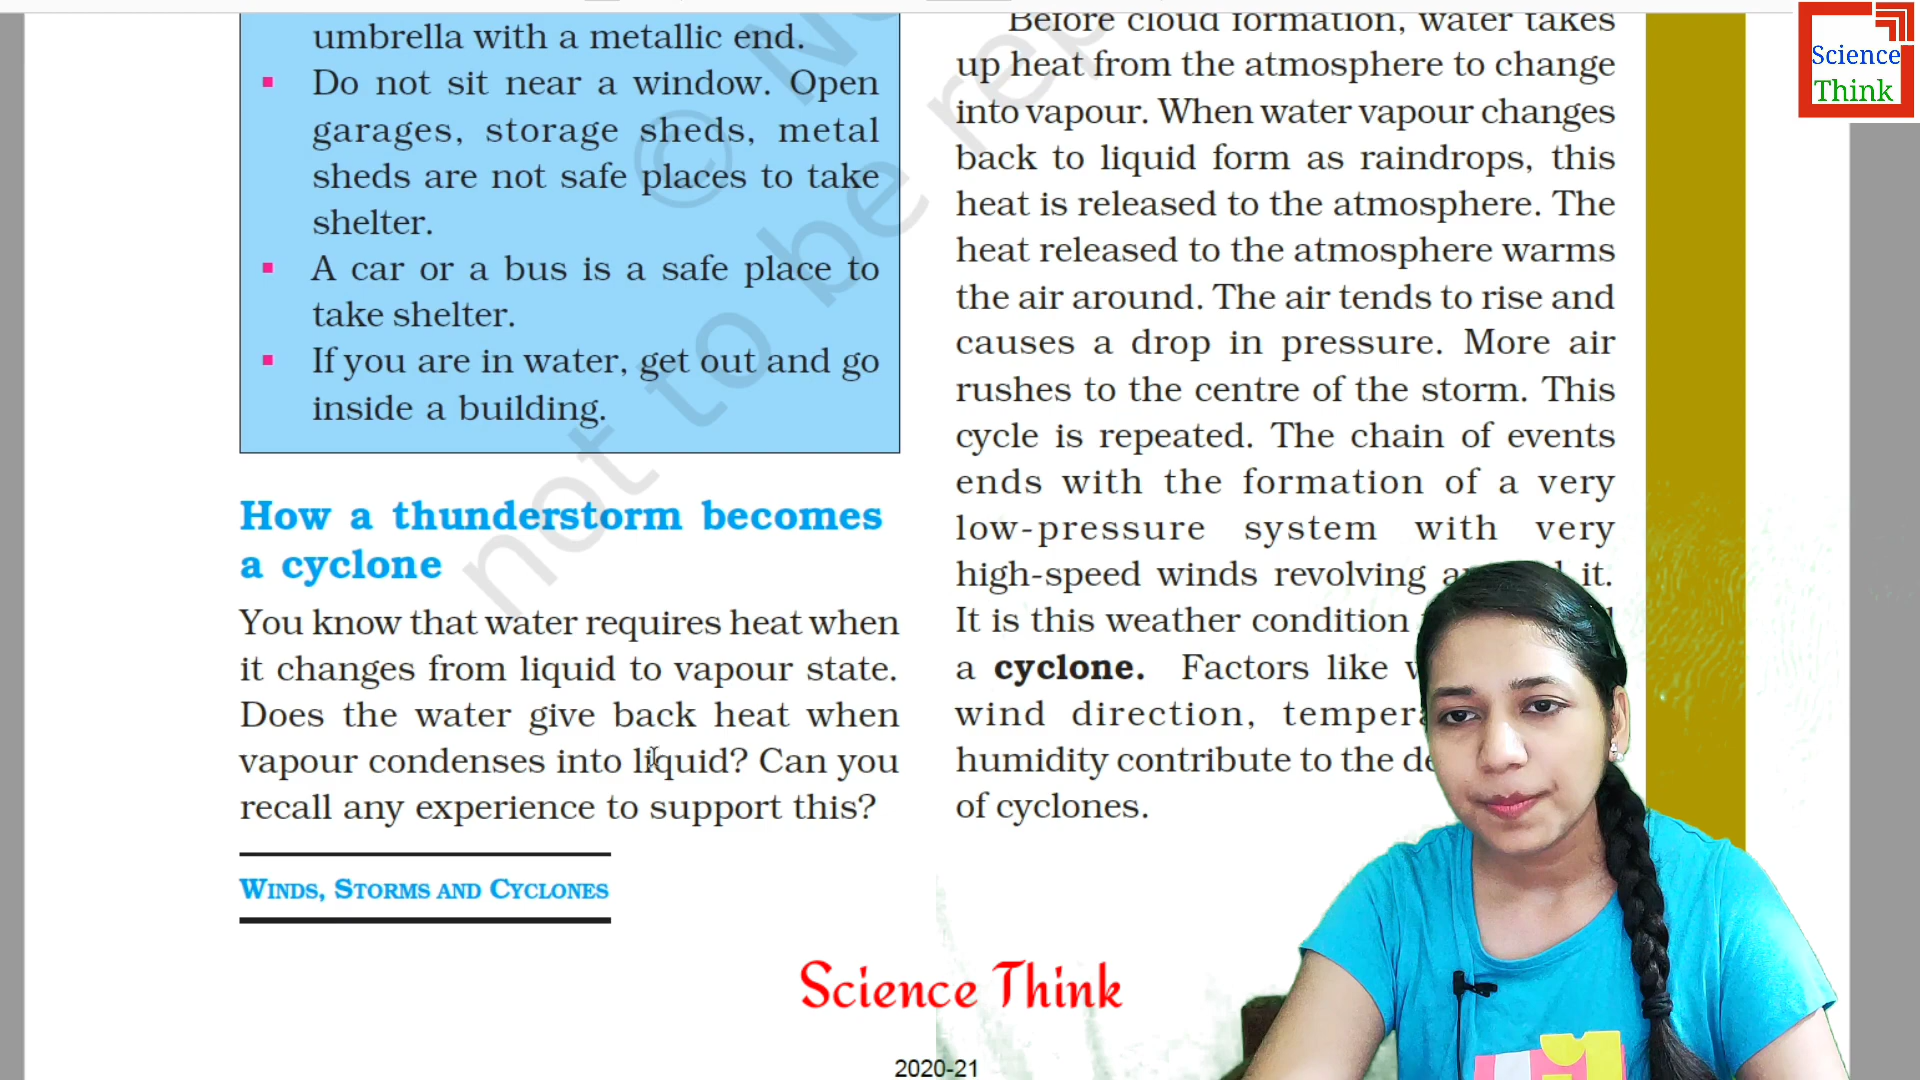 umbrella with a metallic end.
▪ Do not sit near a window. Open
garages, storage sheds, metal
sheds are not safe places to take
shelter.
▪ A car or a bus is a safe place to
take shelter.
▪ If you are in water, get out and go
inside a building.
How a thunderstorm becomes
a cyclone
You know that water requires heat when
it changes from liquid to vapour state.
Does the water give back heat when
vapour condenses into liquid? Can you
recall any experience to support this?
WINDS, STORMS AND CYCLONES
Before cloud formation, water takes
up heat from the atmosphere to change
into vapour. When water vapour changes
back to liquid form as raindrops, this
heat is released to the atmosphere. The
heat released to the atmosphere warms
the air around. The air tends to rise and
causes a drop in pressure. More air
rushes to the centre of the storm. This
cycle is repeated. The chain of events
ends with the formation of a very
low-pressure system with very
high-speed winds revolving it.
It is this weather condition
a cyclone. Factors like
wind direction,
humidity contribute to the
of cyclones.
not to be
©
Science
Think
Science Think
2020-21